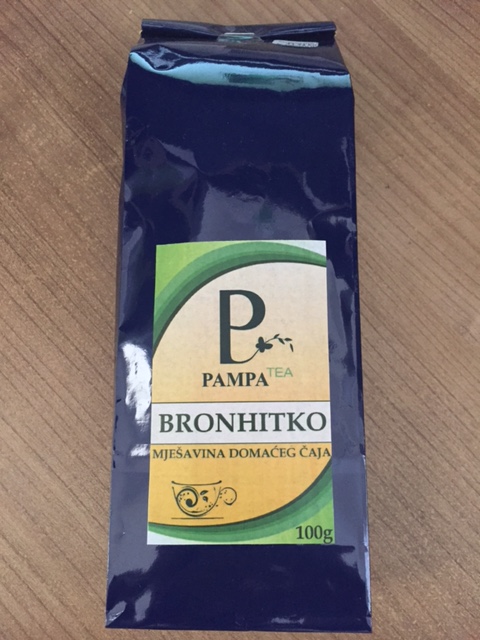 P
PAMPA TEA
BRONHITKO
MJEŠAVINA DOMAĆEG ČAJA
100g